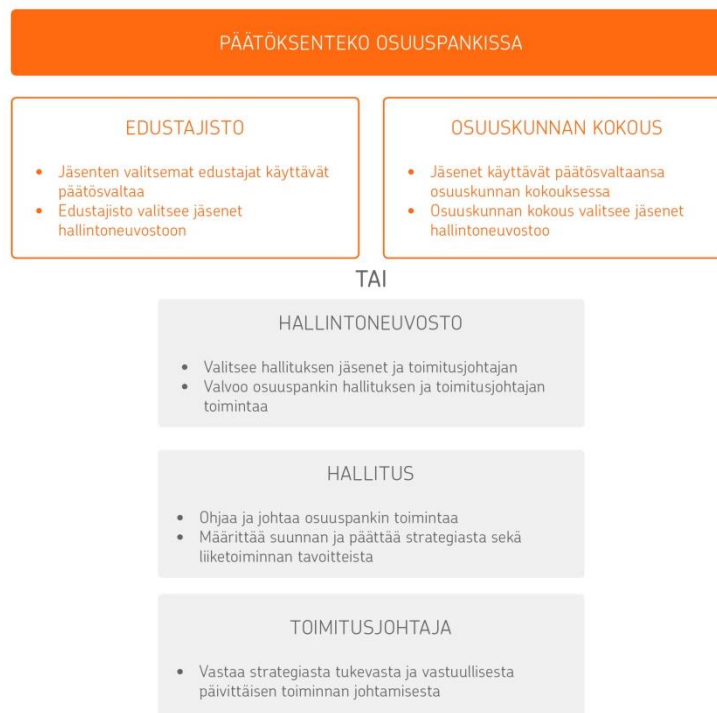 PÄÄTÖKSENTEKO OSUUSPANKISSA
EDUSTAJISTO
• Jäsenten valitsemat edustajat käyttävät
päätösvaltaa
• Edustajisto valitsee jäsenet
hallintoneuvostoon
OSUUSKUNNAN KOKOUS
• Jäsenet käyttävät päätösvaltaansa
osuuskunnan kokouksessa
• Osuuskunnan kokous valitsee jäsenet
hallintoneuvostoo
TAI
HALLINTONEUVOSTO
• Valitsee hallituksen jäsenet ja toimitusjohtajan
• Valvoo osuuspankin hallituksen ja toimitusjohtajan
toimintaa
HALLITUS
• Ohjaa ja johtaa osuuspankin toimintaa
• Määrittää suunnan ja päättää strategiasta sekä
liiketoiminnan tavoitteista
TOIMITUSJOHTAJA
• Vastaa strategiasta tukevasta ja vastuullisesta
päivittäisen toiminnan johtamisesta